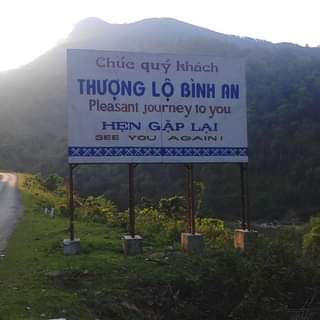 Chúc quý khách
THƯỢNG LỘ BÌNH AN
Pleasant journey to you
HẸN GẶP LẠI
SEE YOU AGAIN!